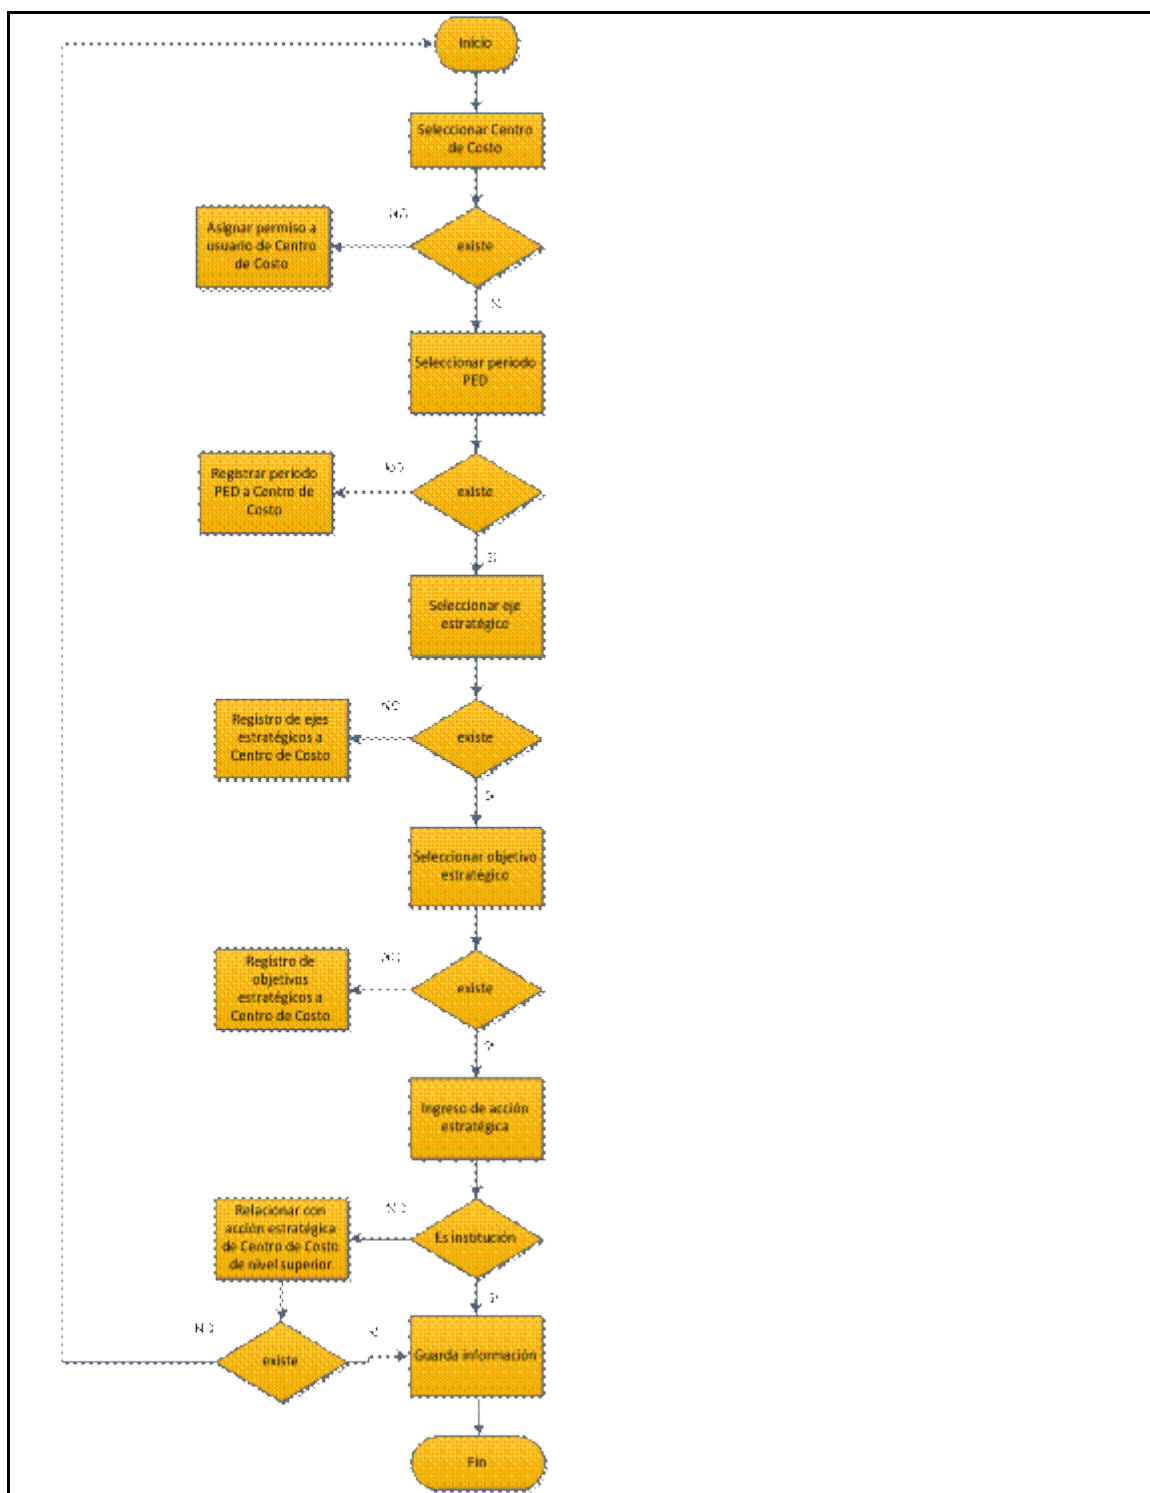 Inicio
Seleccionar Centro
de Costo
NO
Asignar permiso a
usuario de Centro
de Costo
existe
Seleccionar periodo
PED
NO
Registrar periodo
PED a Centro de
Costo
existe
Si
Seleccionar eje
estratégico
NO
Registro de ejes
estratégicos a
Centro de Costo
existe
Seleccionar objetivo
estratégico
NO
Registro de
objetivos
estratégicos a
Centro de Costo
existe
Ingreso de acción
estratégica
NO
Relacionar con
acción estratégica
de Centro de Costo
de nivel superior
Es institución
NO
existe
Guarda información
Fin